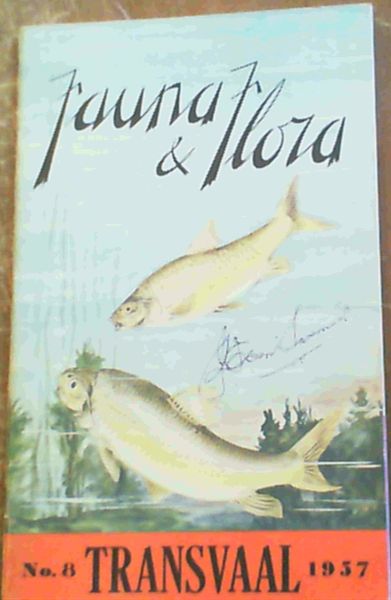 Fauna
& Flora
No. 8 TRANSVAAL 1957